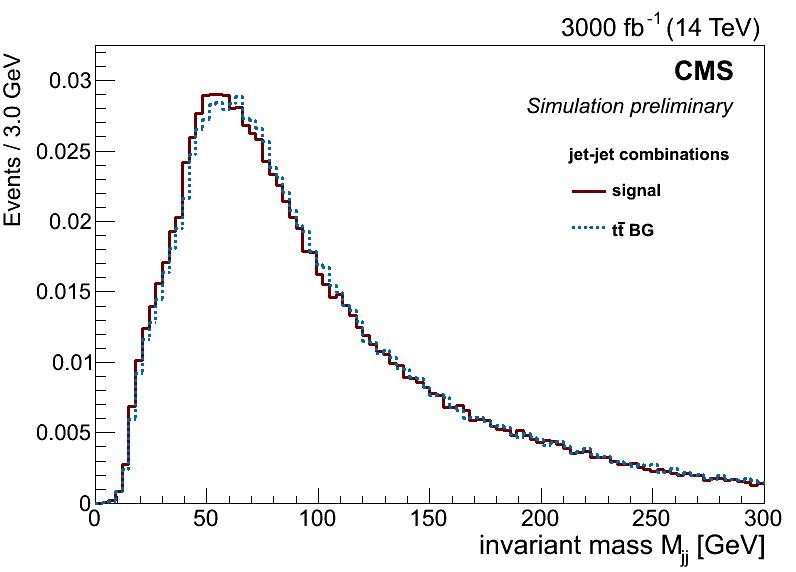 3000 fb⁻¹ (14 TeV)
Events / 3.0 GeV
CMS
Simulation preliminary
jet-jet combinations
signal
tt̄ BG
0.03
0.025
0.02
0.015
0.01
0.005
0
0 50 100 150 200 250 300
invariant mass Mjj [GeV]